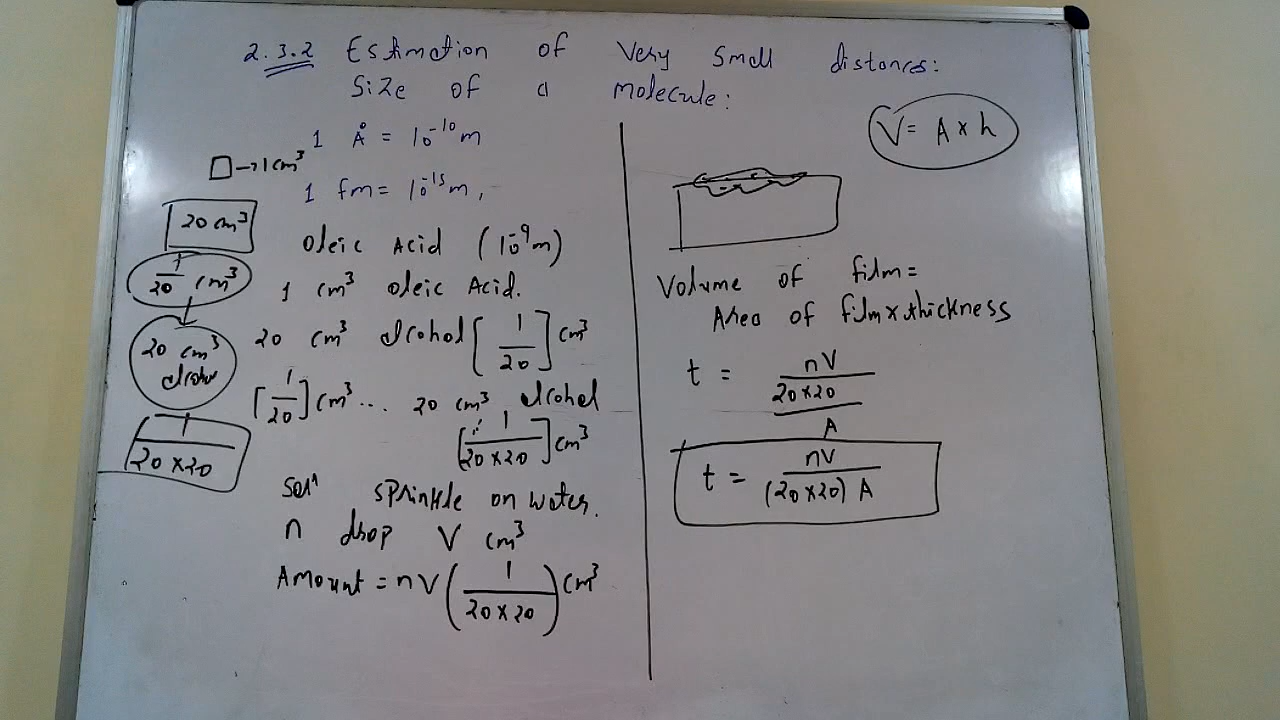 2.3.2 Estimation of Very Small distances:
Size of a molecule:
1 Å = 10⁻¹⁰ m
□→1 cm³
1 fm = 10⁻¹⁵ m,
20 cm³
Oleic Acid (10⁻⁹ m)
1/20 cm³
1 cm³ Oleic Acid.
20 cm³ alcohol [1/20] cm³
20 cm³
alcohol
[1/20] cm³ ... 20 cm³ alcohol
[1/(20×20)] cm³
1/(20×20)
Solⁿ sprinkle on water.
n drop V cm³
Amount = nV (1/(20×20)) cm³
V = A × h
Volume of film =
Area of film × thickness
t = (nV/(20×20))/A
t = nV/((20×20) A)